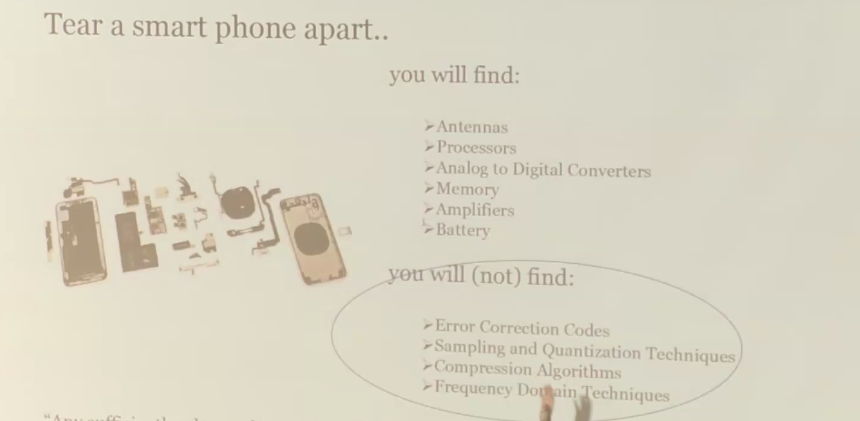 Tear a smart phone apart..
you will find:
➤Antennas
➤Processors
➤Analog to Digital Converters
➤Memory
➤Amplifiers
➤Battery
you will (not) find:
➤Error Correction Codes
➤Sampling and Quantization Techniques
➤Compression Algorithms
➤Frequency Domain Techniques